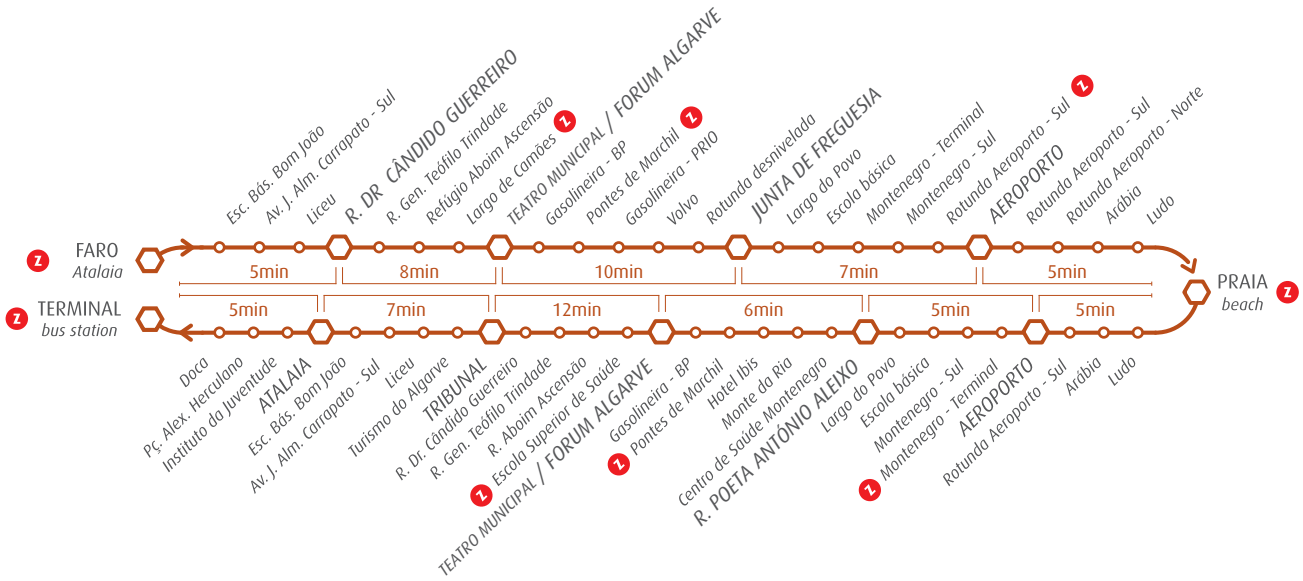 Esc. Bás. Bom João
Av. J. Alm. Carrapato - Sul
Liceu
R. DR CÂNDIDO GUERREIRO
R. Gen. Teófilo Trindade
Refúgio Aboim Ascensão
Largo de Camões
Z
TEATRO MUNICIPAL / FORUM ALGARVE
Gasolineira - BP
Pontes de Marchil
Z
Gasolineira - PRIO
Volvo
Rotunda desnivelada
JUNTA DE FREGUESIA
Largo do Povo
Escola básica
Montenegro - Terminal
Montenegro - Sul
Rotunda Aeroporto - Sul
Z
AEROPORTO
Rotunda Aeroporto - Sul
Rotunda Aeroporto - Norte
Arábia
Ludo
Z
FARO
Atalaia
5min
8min
10min
7min
5min
PRAIA
beach
Z
Z
TERMINAL
bus station
5min
7min
12min
6min
5min
5min
Doca
Pç. Alex. Herculano
Instituto da Juventude
ATALAIA
Esc. Bás. Bom João
Av. J. Alm. Carrapato - Sul
Liceu
Turismo do Algarve
TRIBUNAL
R. Dr. Cândido Guerreiro
R. Gen. Teófilo Trindade
R. Aboim Ascensão
Z
Escola Superior de Saúde
TEATRO MUNICIPAL / FORUM ALGARVE
Gasolineira - BP
Z
Pontes de Marchil
Hotel Ibis
Monte da Ria
Centro de Saúde Montenegro
R. POETA ANTÓNIO ALEIXO
Largo do Povo
Escola básica
Montenegro - Sul
Z
Montenegro - Terminal
AEROPORTO
Rotunda Aeroporto - Sul
Arábia
Ludo